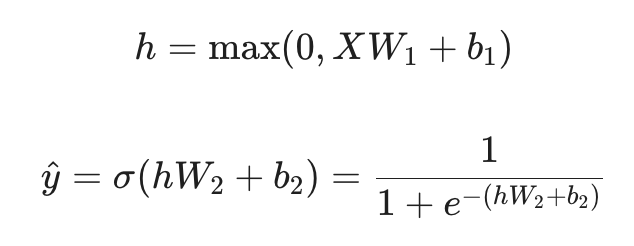 h = max(0, XW₁ + b₁)
ŷ = σ(hW₂ + b₂) = 1 / (1 + e^{-(hW₂+b₂)})